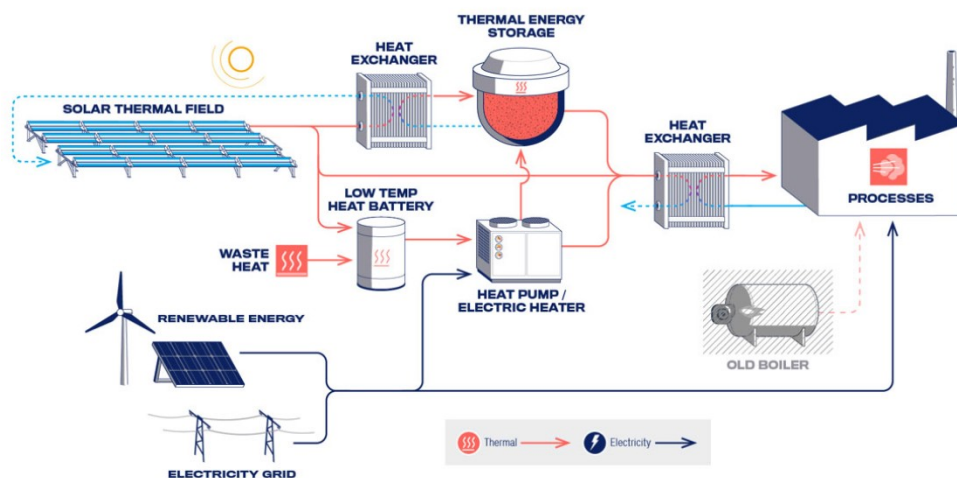 THERMAL ENERGY
STORAGE
HEAT
EXCHANGER
SOLAR THERMAL FIELD
HEAT
EXCHANGER
LOW TEMP
HEAT BATTERY
PROCESSES
WASTE
HEAT
HEAT PUMP /
ELECTRIC HEATER
RENEWABLE ENERGY
OLD BOILER
Thermal
Electricity
ELECTRICITY GRID